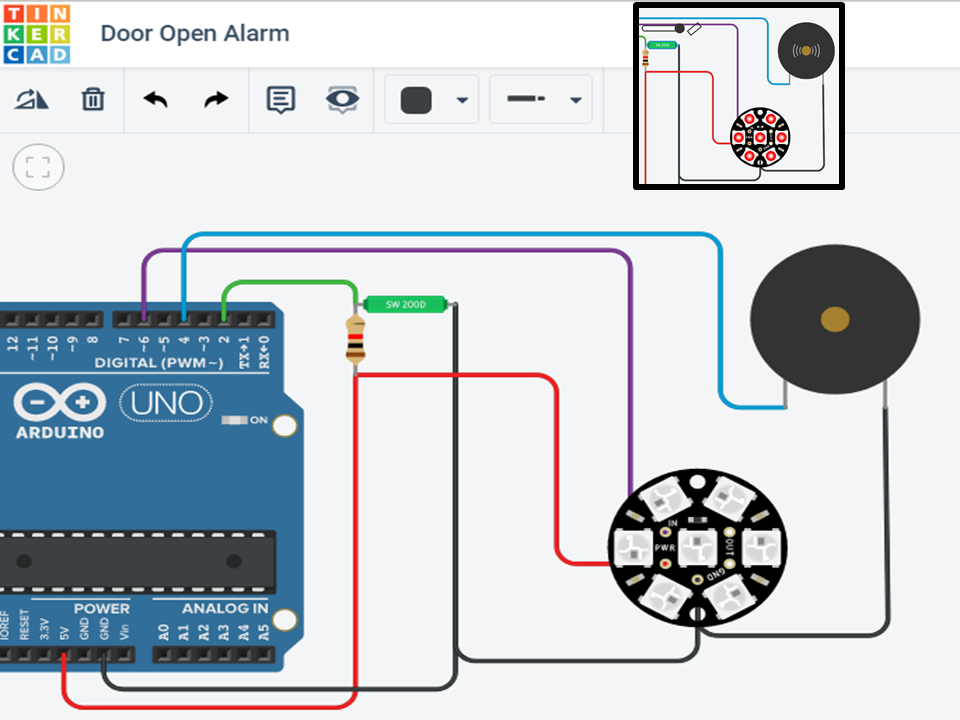 TIN
KER
CAD
Door Open Alarm
SW 200D
SW 200D
12
~11
~10
~9
8
7
~6
~5
4
~3
2
TX→1
RX←0
DIGITAL (PWM~)
UNO
ARDUINO
ON
IN
PWR
OUT
GND
POWER
ANALOG IN
IOREF
RESET
3.3V
5V
GND
GND
Vin
A0
A1
A2
A3
A4
A5